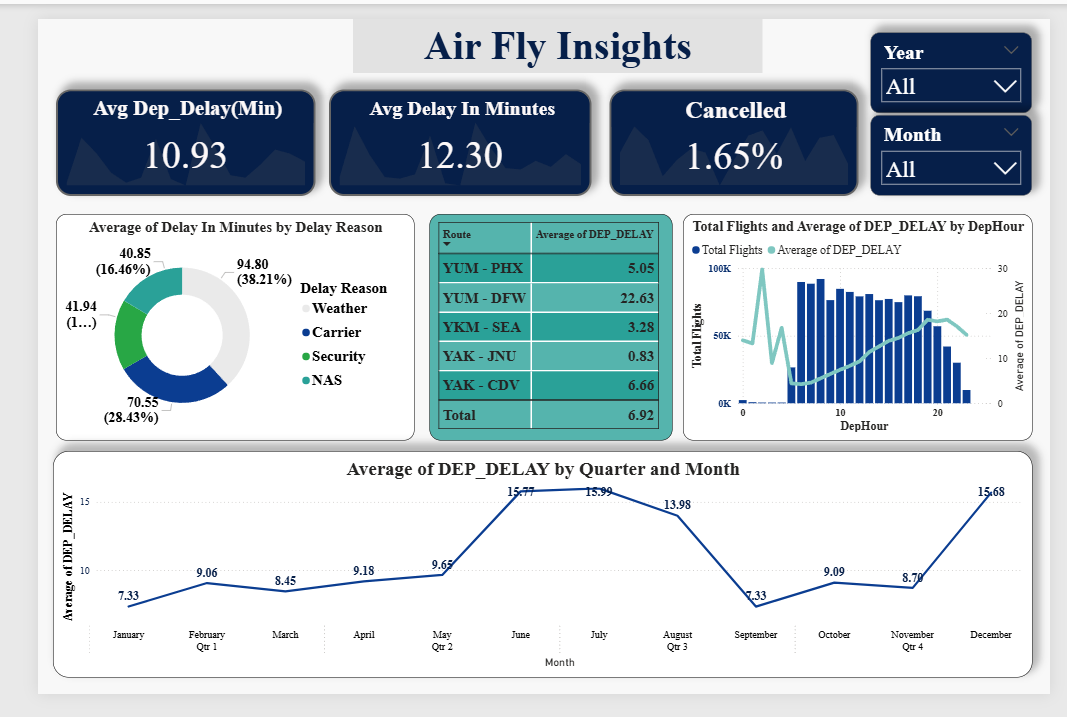 Air Fly Insights
Year
All
Month
All
Avg Dep_Delay(Min)
10.93
Avg Delay In Minutes
12.30
Cancelled
1.65%
Average of Delay In Minutes by Delay Reason
40.85
(16.46%)
94.80
(38.21%)
41.94
(1...)
70.55
(28.43%)
Delay Reason
Weather
Carrier
Security
NAS
Route Average of DEP_DELAY
YUM - PHX 5.05
YUM - DFW 22.63
YKM - SEA 3.28
YAK - JNU 0.83
YAK - CDV 6.66
Total 6.92
Total Flights and Average of DEP_DELAY by DepHour
Total Flights Average of DEP_DELAY
Total Flights
100K
50K
0K
30
20
10
0
Average of DEP_DELAY
0 10 20
DepHour
Average of DEP_DELAY by Quarter and Month
Average of DEP_DELAY
15
10
7.33 9.06 8.45 9.18 9.65 15.77 15.99 13.98 7.33 9.09 8.70 15.68
January February March April May June July August September October November December
Qtr 1 Qtr 2 Qtr 3 Qtr 4
Month